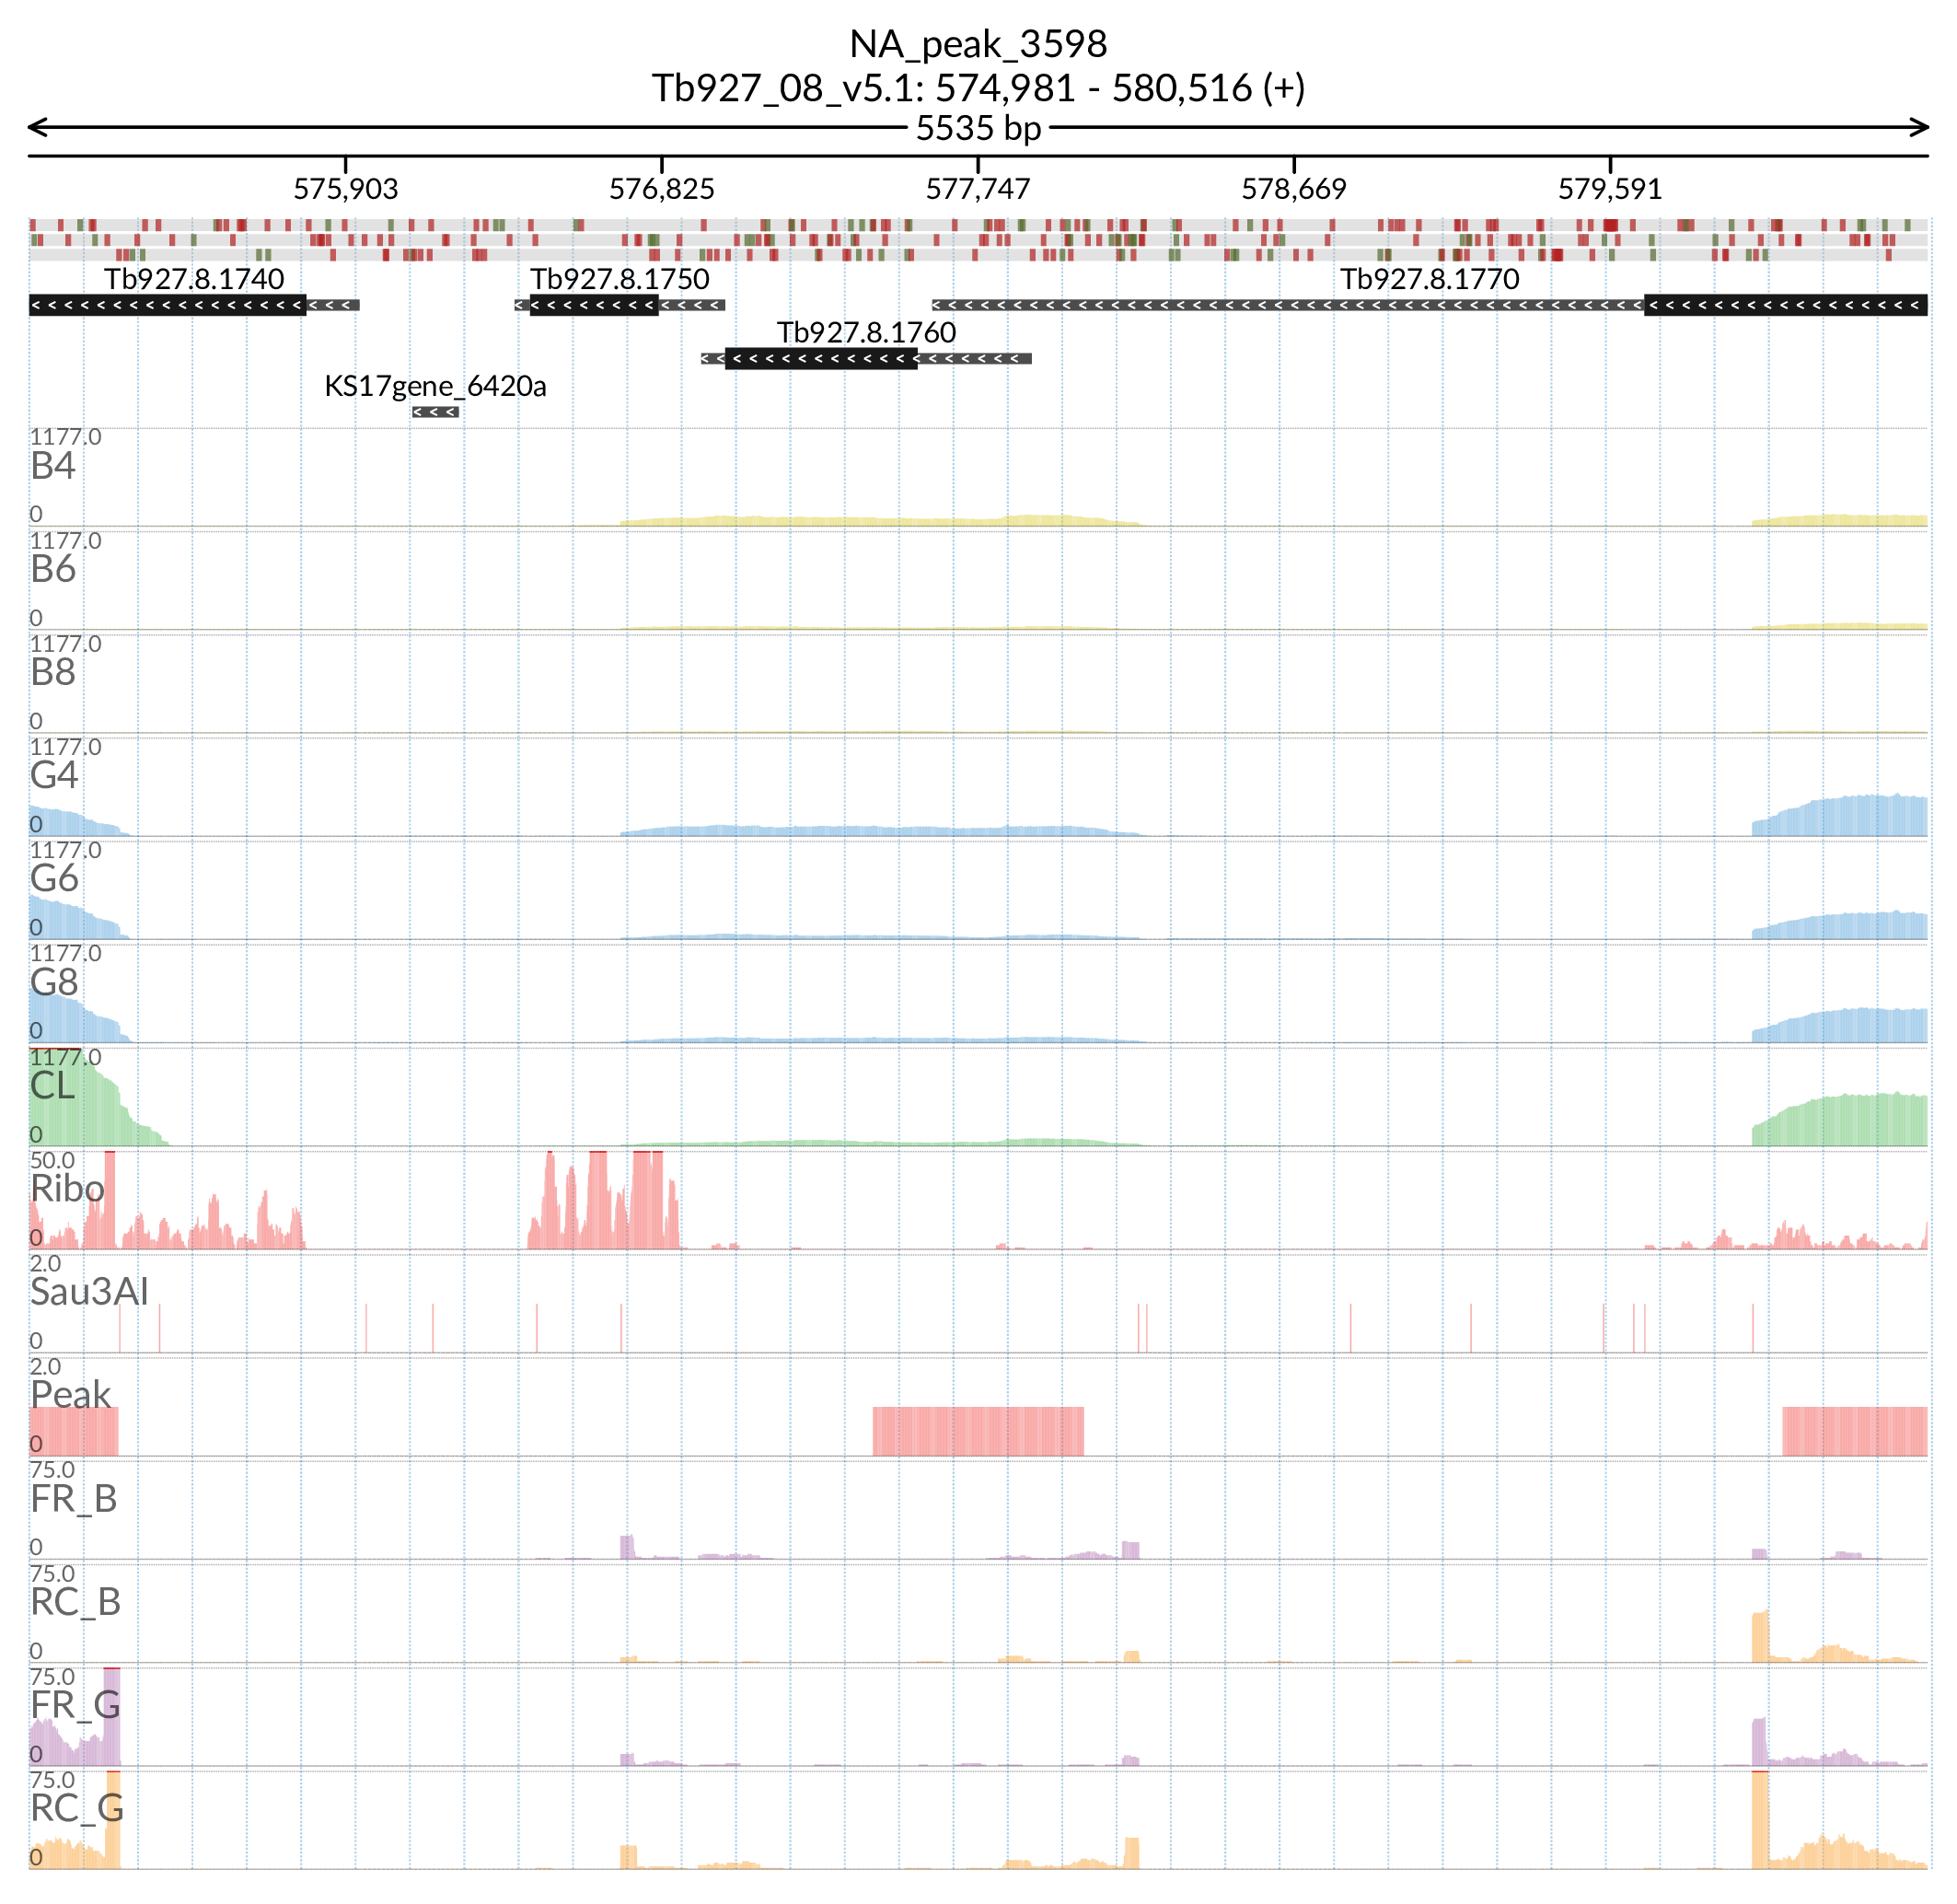 NA_peak_3598
Tb927_08_v5.1: 574,981 - 580,516 (+)
5535 bp
575,903 576,825 577,747 578,669 579,591
Tb927.8.1740 Tb927.8.1750 Tb927.8.1770
Tb927.8.1760
KS17gene_6420a
1177.0
B4
0
1177.0
B6
0
1177.0
B8
0
1177.0
G4
0
1177.0
G6
0
1177.0
G8
0
1177.0
CL
0
50.0
Ribo
0
2.0
Sau3AI
0
2.0
Peak
0
75.0
FR_B
0
75.0
RC_B
0
75.0
FR_G
0
75.0
RC_G
0